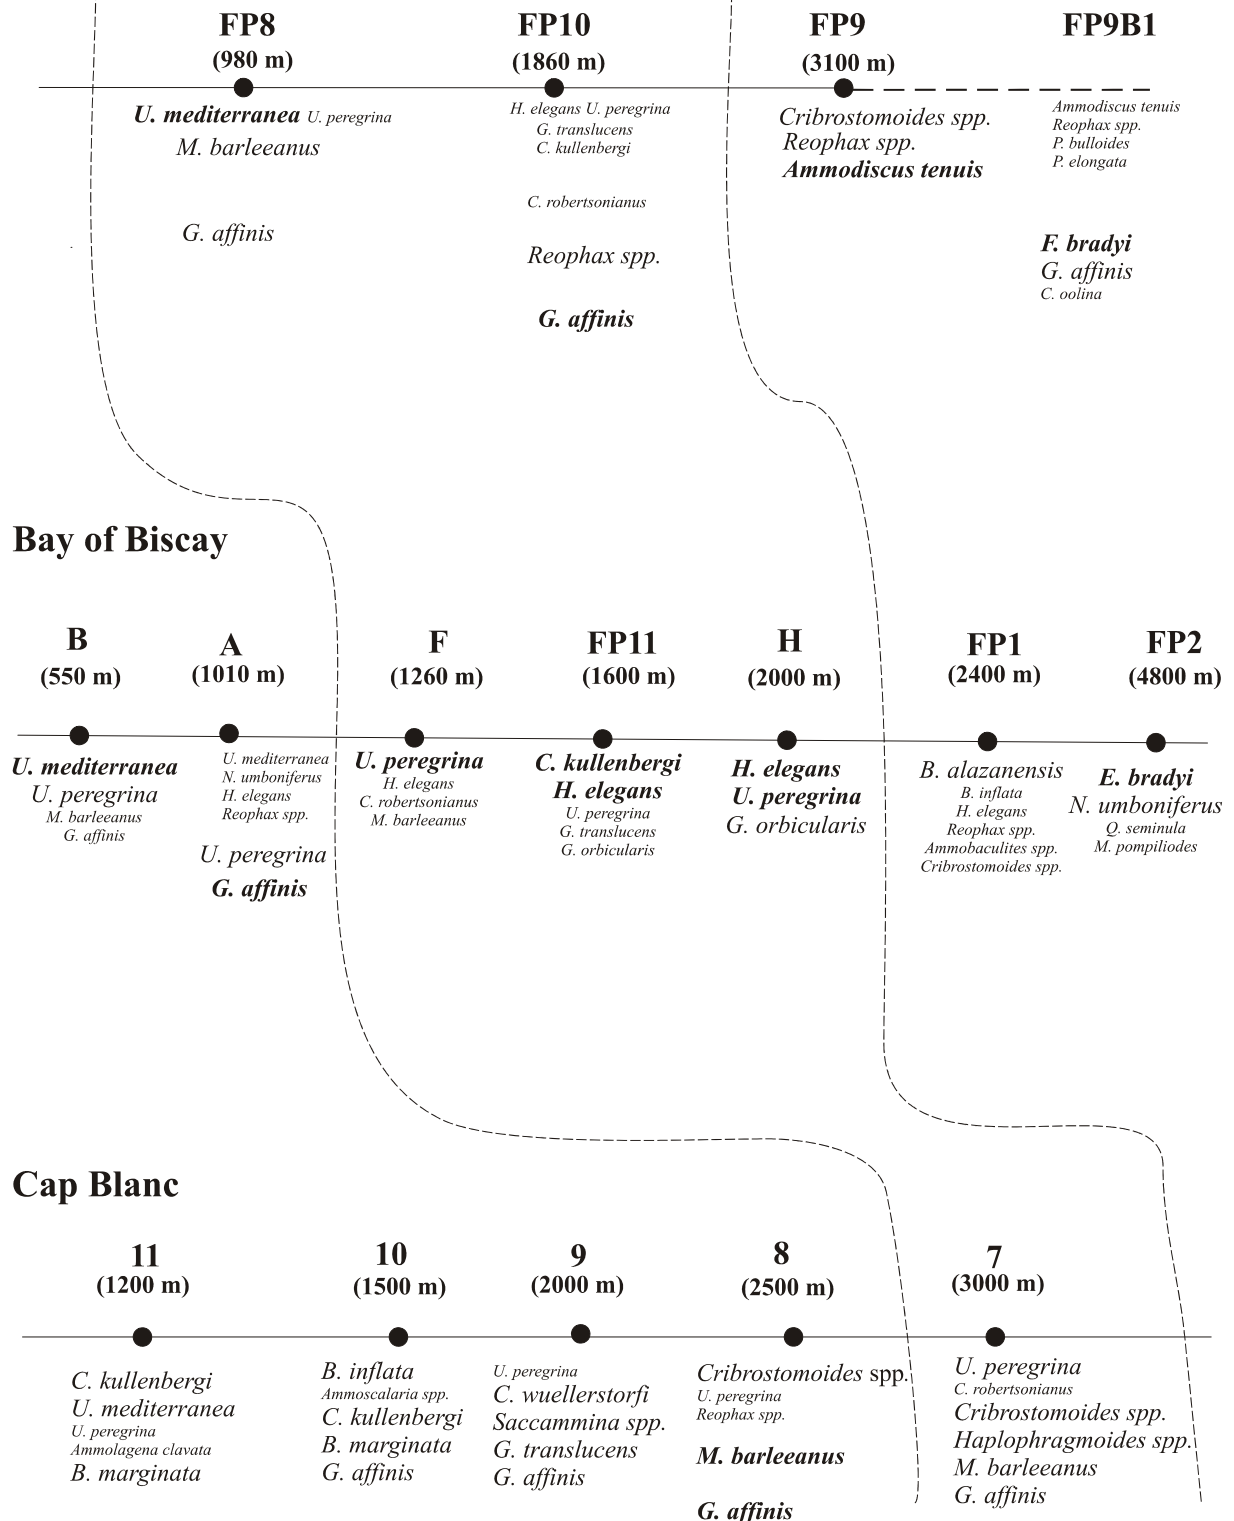 FP8
(980 m)
U. mediterranea U. peregrina
M. barleeanus
G. affinis
FP10
(1860 m)
H. elegans U. peregrina
G. translucens
C. kullenbergi
C. robertsonianus
Reophax spp.
G. affinis
FP9
(3100 m)
Cribrostomoides spp.
Reophax spp.
Ammodiscus tenuis
FP9B1
Ammodiscus tenuis
Reophax spp.
P. bulloides
P. elongata
F. bradyi
G. affinis
C. oolina
Bay of Biscay
B
(550 m)
U. mediterranea
U. peregrina
M. barleeanus
G. affinis
A
(1010 m)
U. mediterranea
N. umboniferus
H. elegans
Reophax spp.
U. peregrina
G. affinis
F
(1260 m)
U. peregrina
H. elegans
C. robertsonianus
M. barleeanus
FP11
(1600 m)
C. kullenbergi
H. elegans
U. peregrina
G. translucens
G. orbicularis
H
(2000 m)
H. elegans
U. peregrina
G. orbicularis
FP1
(2400 m)
B. alazanensis
B. inflata
H. elegans
Reophax spp.
Ammobaculites spp.
Cribrostomoides spp.
FP2
(4800 m)
E. bradyi
N. umboniferus
Q. seminula
M. pompiliodes
Cap Blanc
11
(1200 m)
C. kullenbergi
U. mediterranea
U. peregrina
Ammolagena clavata
B. marginata
10
(1500 m)
B. inflata
Ammoscalaria spp.
C. kullenbergi
B. marginata
G. affinis
9
(2000 m)
U. peregrina
C. wuellerstorfi
Saccammina spp.
G. translucens
G. affinis
8
(2500 m)
Cribrostomoides spp.
U. peregrina
Reophax spp.
M. barleeanus
G. affinis
7
(3000 m)
U. peregrina
C. robertsonianus
Cribrostomoides spp.
Haplophragmoides spp.
M. barleeanus
G. affinis